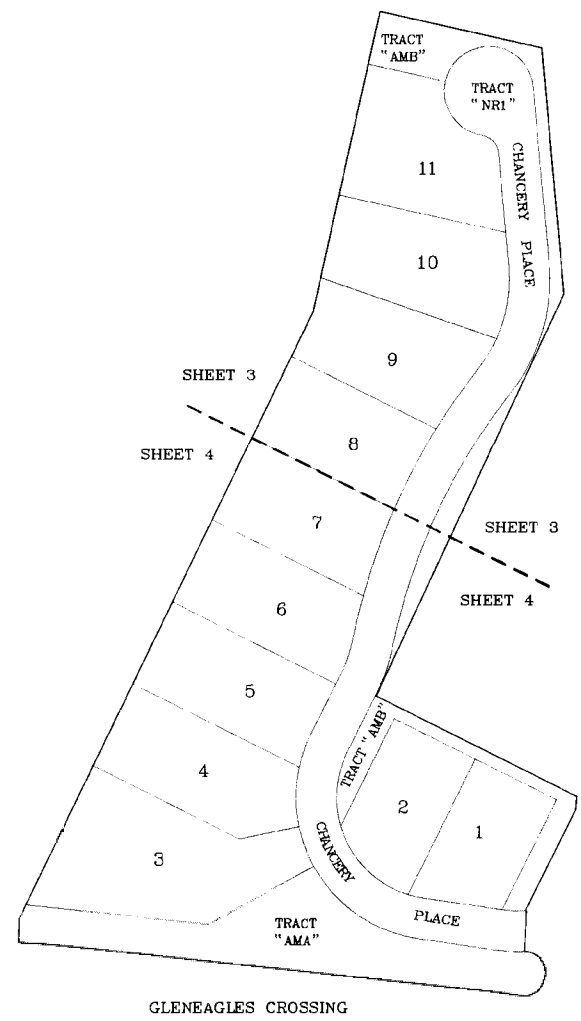 TRACT
"AMB"
TRACT
"NR1"
CHANCERY PLACE
11
10
9
SHEET 3
8
SHEET 4
7
SHEET 3
6
SHEET 4
5
TRACT "AMB"
4
2
1
3
CHANCERY
PLACE
TRACT
"AMA"
GLENEAGLES CROSSING